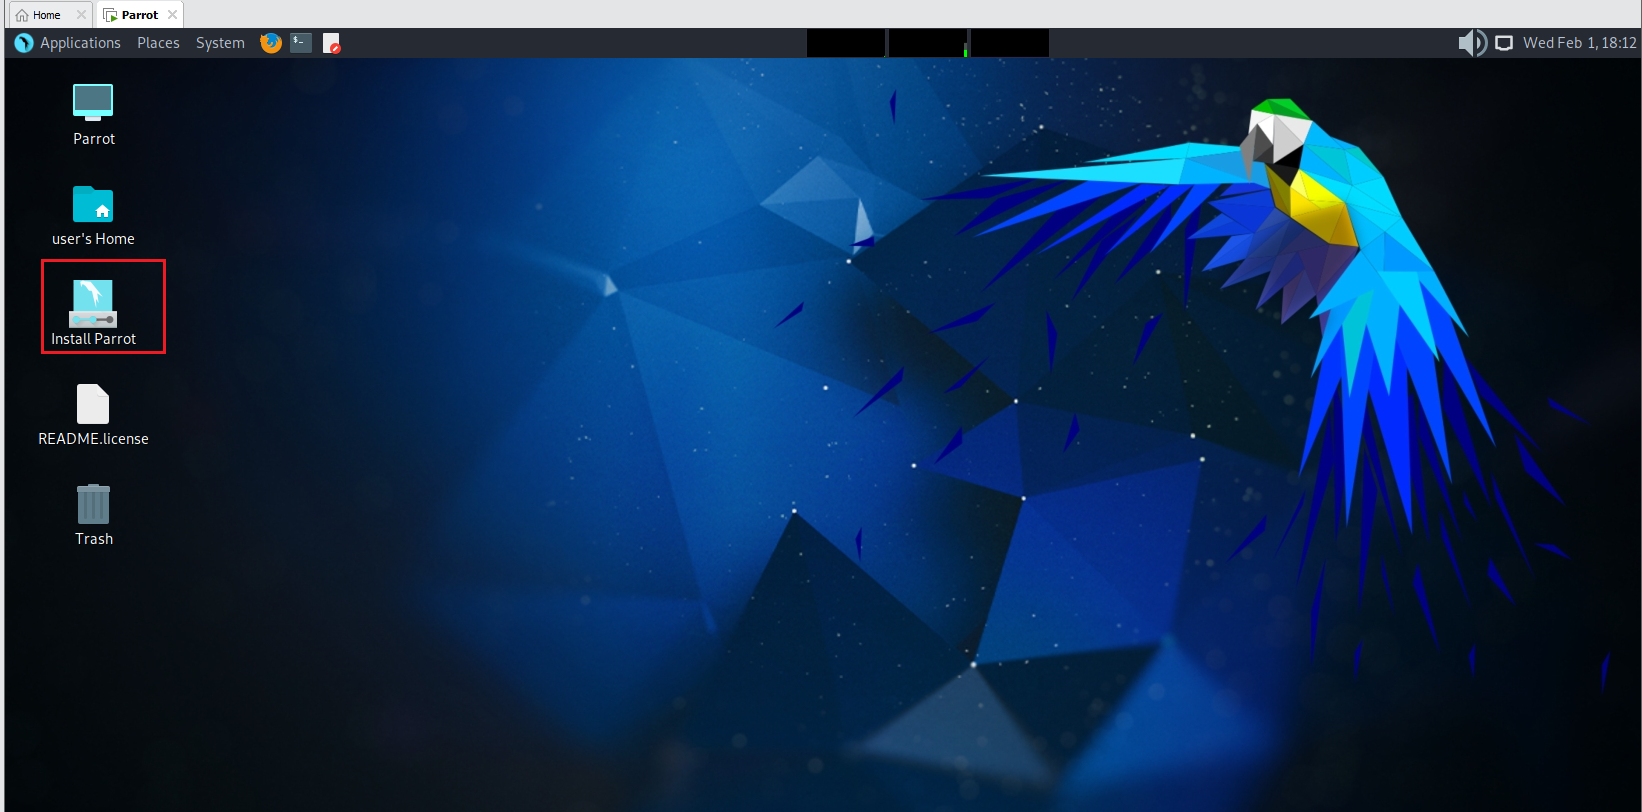 Home
Parrot
Applications Places System
$-
Wed Feb 1, 18:12
Parrot
user's Home
Install Parrot
README.license
Trash